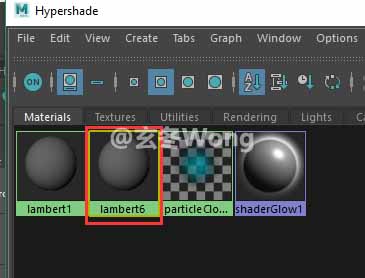 Hypershade
File Edit View Create Tabs Graph Window Options
ON
Materials Textures Utilities Rendering Lights Ca
@玄冬Wong
lambert1 lambert6 particleClo... shaderGlow1